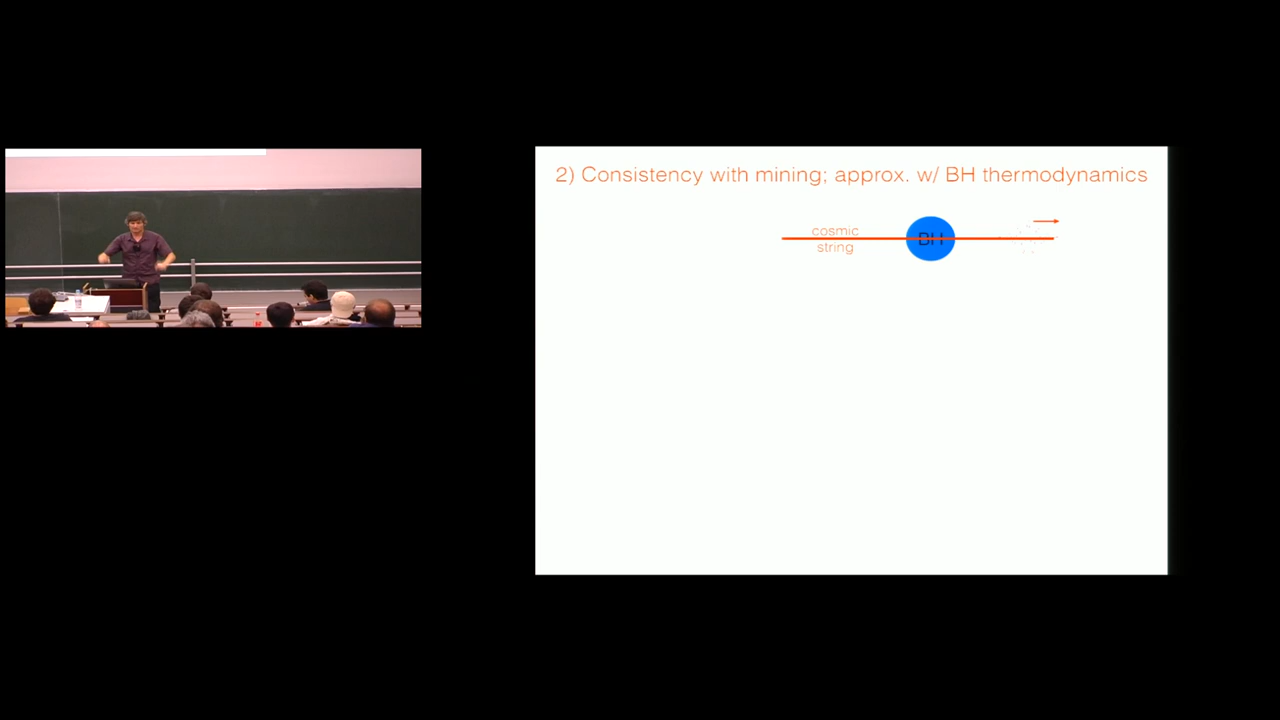 2) Consistency with mining; approx. w/ BH thermodynamics
cosmic
string
BH